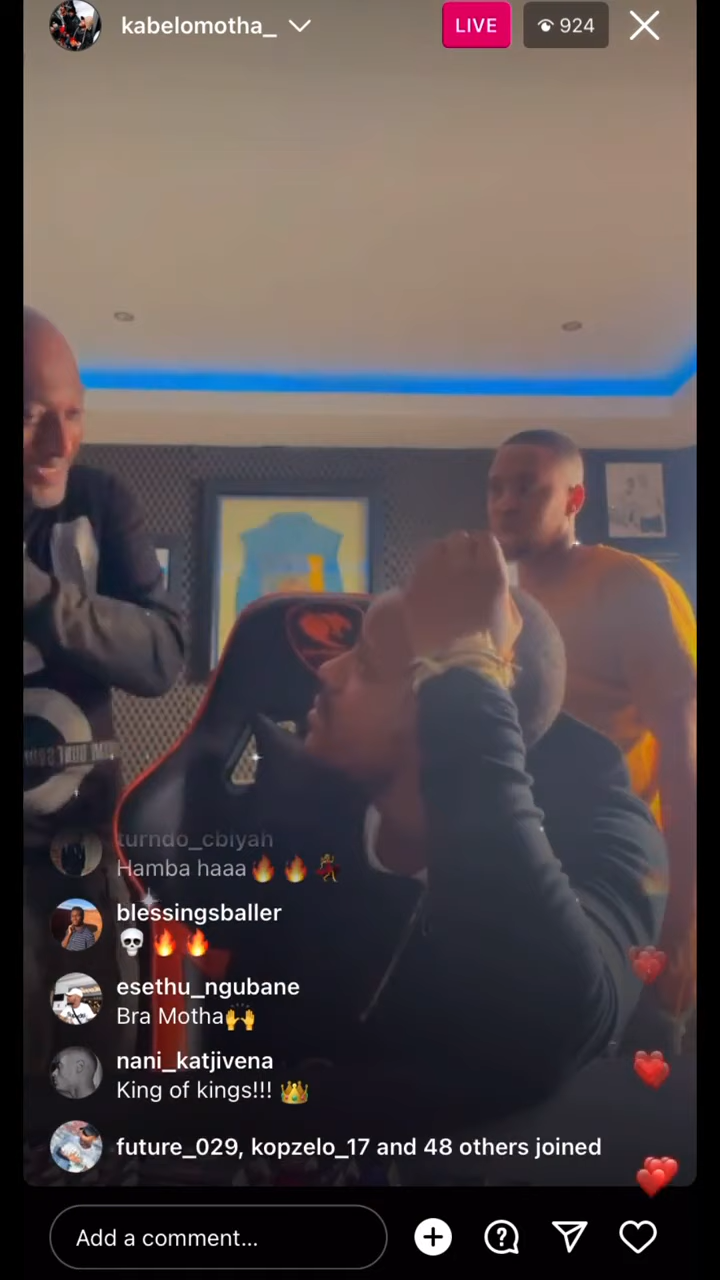 kabelomotha_
LIVE
924
turndo_cbiyah
Hamba haaa🔥 🔥 💃
blessingsballer
💀 🔥 🔥
esethu_ngubane
Bra Motha🙌
nani_katjivena
King of kings!!! 👑
future_029, kopzelo_17 and 48 others joined
Add a comment...